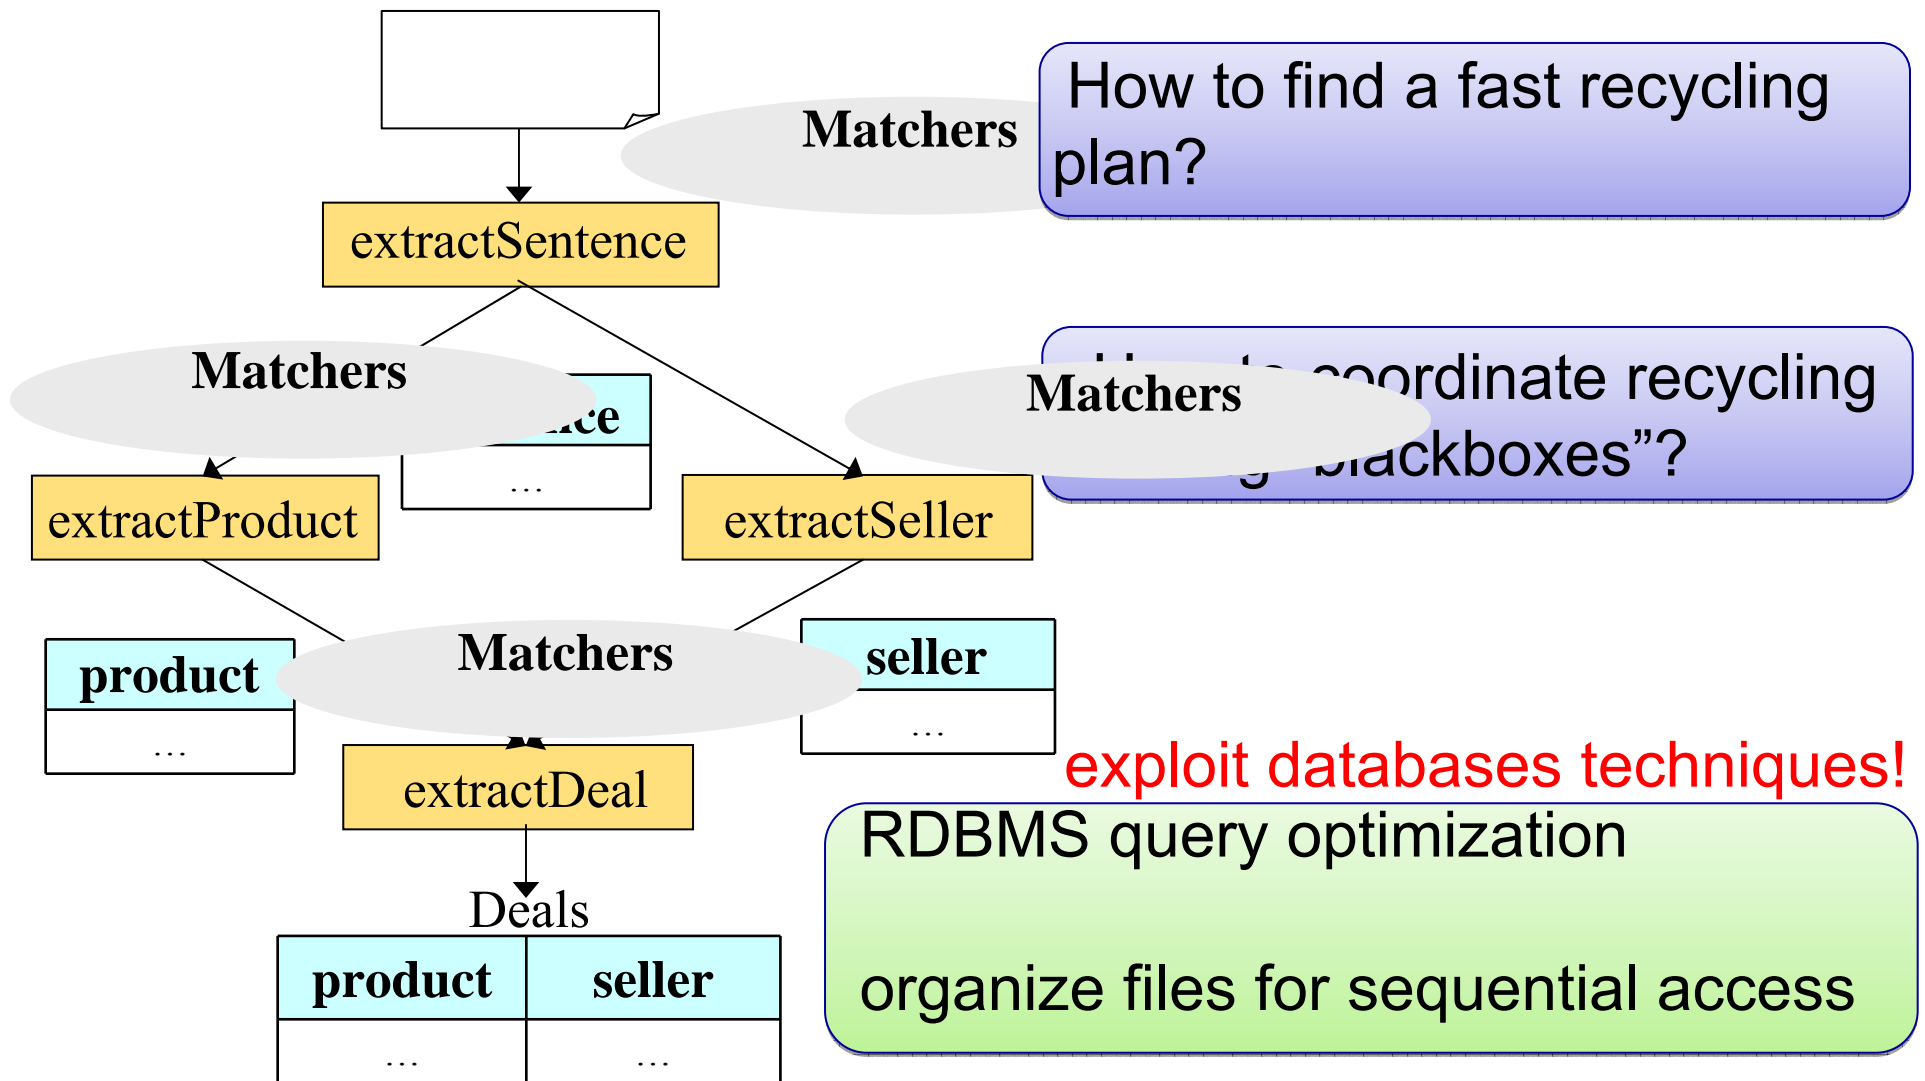 Matchers
How to find a fast recycling
plan?
extractSentence
Matchers
Matchers
coordinate recycling
blackboxes”?
...
extractProduct
extractSeller
product
...
Matchers
seller
...
exploit databases techniques!
extractDeal
RDBMS query optimization
organize files for sequential access
Deals
product seller
... ...